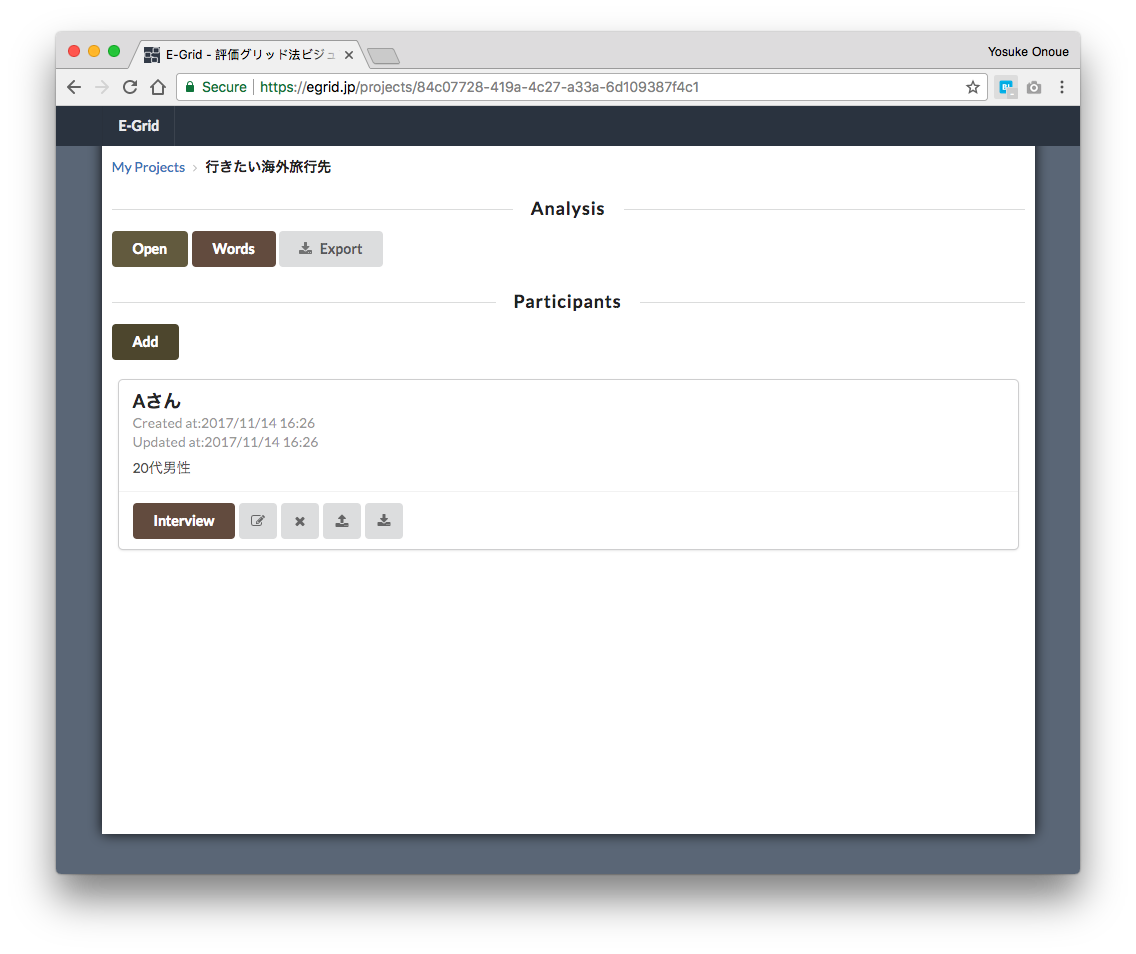 E-Grid - 評価グリッド法ビジュ
Yosuke Onoue
Secure https://egrid.jp/projects/84c07728-419a-4c27-a33a-6d109387f4c1
E-Grid
My Projects › 行きたい海外旅行先
Analysis
Open Words Export
Participants
Add
Aさん
Created at:2017/11/14 16:26
Updated at:2017/11/14 16:26
20代男性
Interview